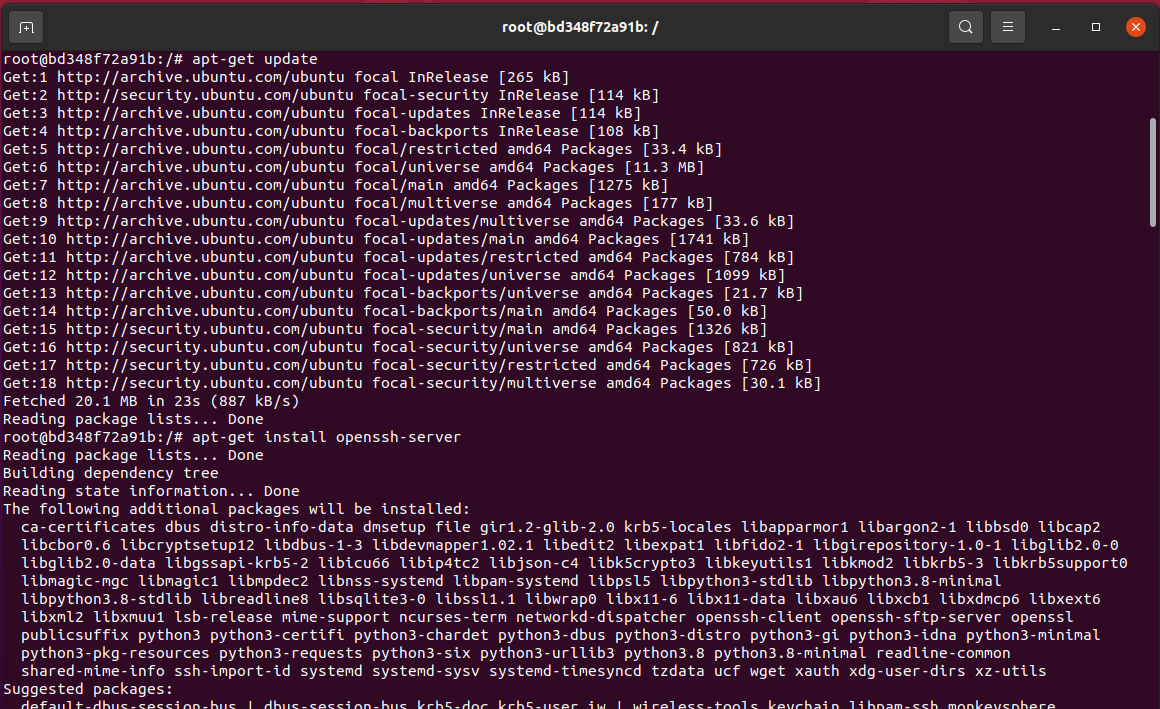 root@bd348f72a91b: /
root@bd348f72a91b:/# apt-get update
Get:1 http://archive.ubuntu.com/ubuntu focal InRelease [265 kB]
Get:2 http://security.ubuntu.com/ubuntu focal-security InRelease [114 kB]
Get:3 http://archive.ubuntu.com/ubuntu focal-updates InRelease [114 kB]
Get:4 http://archive.ubuntu.com/ubuntu focal-backports InRelease [108 kB]
Get:5 http://archive.ubuntu.com/ubuntu focal/restricted amd64 Packages [33.4 kB]
Get:6 http://archive.ubuntu.com/ubuntu focal/universe amd64 Packages [11.3 MB]
Get:7 http://archive.ubuntu.com/ubuntu focal/main amd64 Packages [1275 kB]
Get:8 http://archive.ubuntu.com/ubuntu focal/multiverse amd64 Packages [177 kB]
Get:9 http://archive.ubuntu.com/ubuntu focal-updates/multiverse amd64 Packages [33.6 kB]
Get:10 http://archive.ubuntu.com/ubuntu focal-updates/main amd64 Packages [1741 kB]
Get:11 http://archive.ubuntu.com/ubuntu focal-updates/restricted amd64 Packages [784 kB]
Get:12 http://archive.ubuntu.com/ubuntu focal-updates/universe amd64 Packages [1099 kB]
Get:13 http://archive.ubuntu.com/ubuntu focal-backports/universe amd64 Packages [21.7 kB]
Get:14 http://archive.ubuntu.com/ubuntu focal-backports/main amd64 Packages [50.0 kB]
Get:15 http://security.ubuntu.com/ubuntu focal-security/main amd64 Packages [1326 kB]
Get:16 http://security.ubuntu.com/ubuntu focal-security/universe amd64 Packages [821 kB]
Get:17 http://security.ubuntu.com/ubuntu focal-security/restricted amd64 Packages [726 kB]
Get:18 http://security.ubuntu.com/ubuntu focal-security/multiverse amd64 Packages [30.1 kB]
Fetched 20.1 MB in 23s (887 kB/s)
Reading package lists... Done
root@bd348f72a91b:/# apt-get install openssh-server
Reading package lists... Done
Building dependency tree
Reading state information... Done
The following additional packages will be installed:
ca-certificates dbus distro-info-data dmsetup file gir1.2-glib-2.0 krb5-locales libapparmor1 libargon2-1 libbsd0 libcap2
libcbor0.6 libcryptsetup12 libdbus-1-3 libdevmapper1.02.1 libedit2 libexpat1 libfido2-1 libgirepository-1.0-1 libglib2.0-0
libglib2.0-data libgssapi-krb5-2 libicu66 libip4tc2 libjson-c4 libk5crypto3 libkeyutils1 libkmod2 libkrb5-3 libkrb5support0
libmagic-mgc libmagic1 libmpdec2 libnss-systemd libpam-systemd libpsl5 libpython3-stdlib libpython3.8-minimal
libpython3.8-stdlib libreadline8 libsqlite3-0 libssl1.1 libwrap0 libx11-6 libx11-data libxau6 libxcb1 libxdmcp6 libxext6
libxml2 libxmuu1 lsb-release mime-support ncurses-term networkd-dispatcher openssh-client openssh-sftp-server openssl
publicsuffix python3 python3-certifi python3-chardet python3-dbus python3-distro python3-gi python3-idna python3-minimal
python3-pkg-resources python3-requests python3-six python3-urllib3 python3.8 python3.8-minimal readline-common
shared-mime-info ssh-import-id systemd systemd-sysv systemd-timesyncd tzdata ucf wget xauth xdg-user-dirs xz-utils
Suggested packages:
default-dbus-session-bus | dbus-session-bus krb5-doc krb5-user iw | wireless-tools keychain libpam-ssh monkeysphere